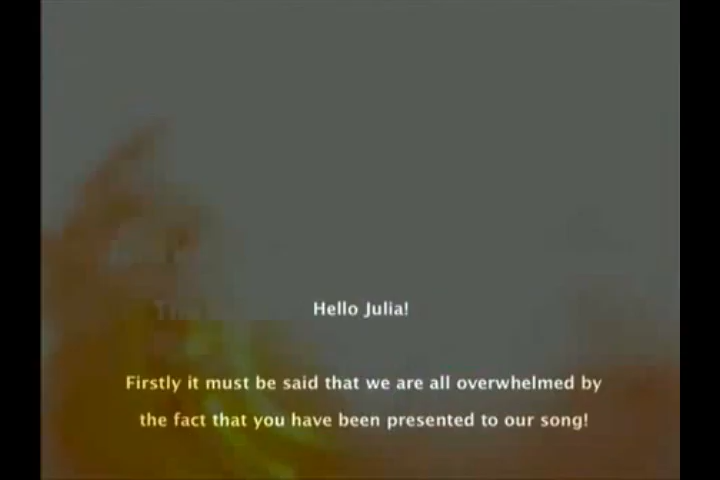 Hello Julia!
Firstly it must be said that we are all overwhelmed by
the fact that you have been presented to our song!